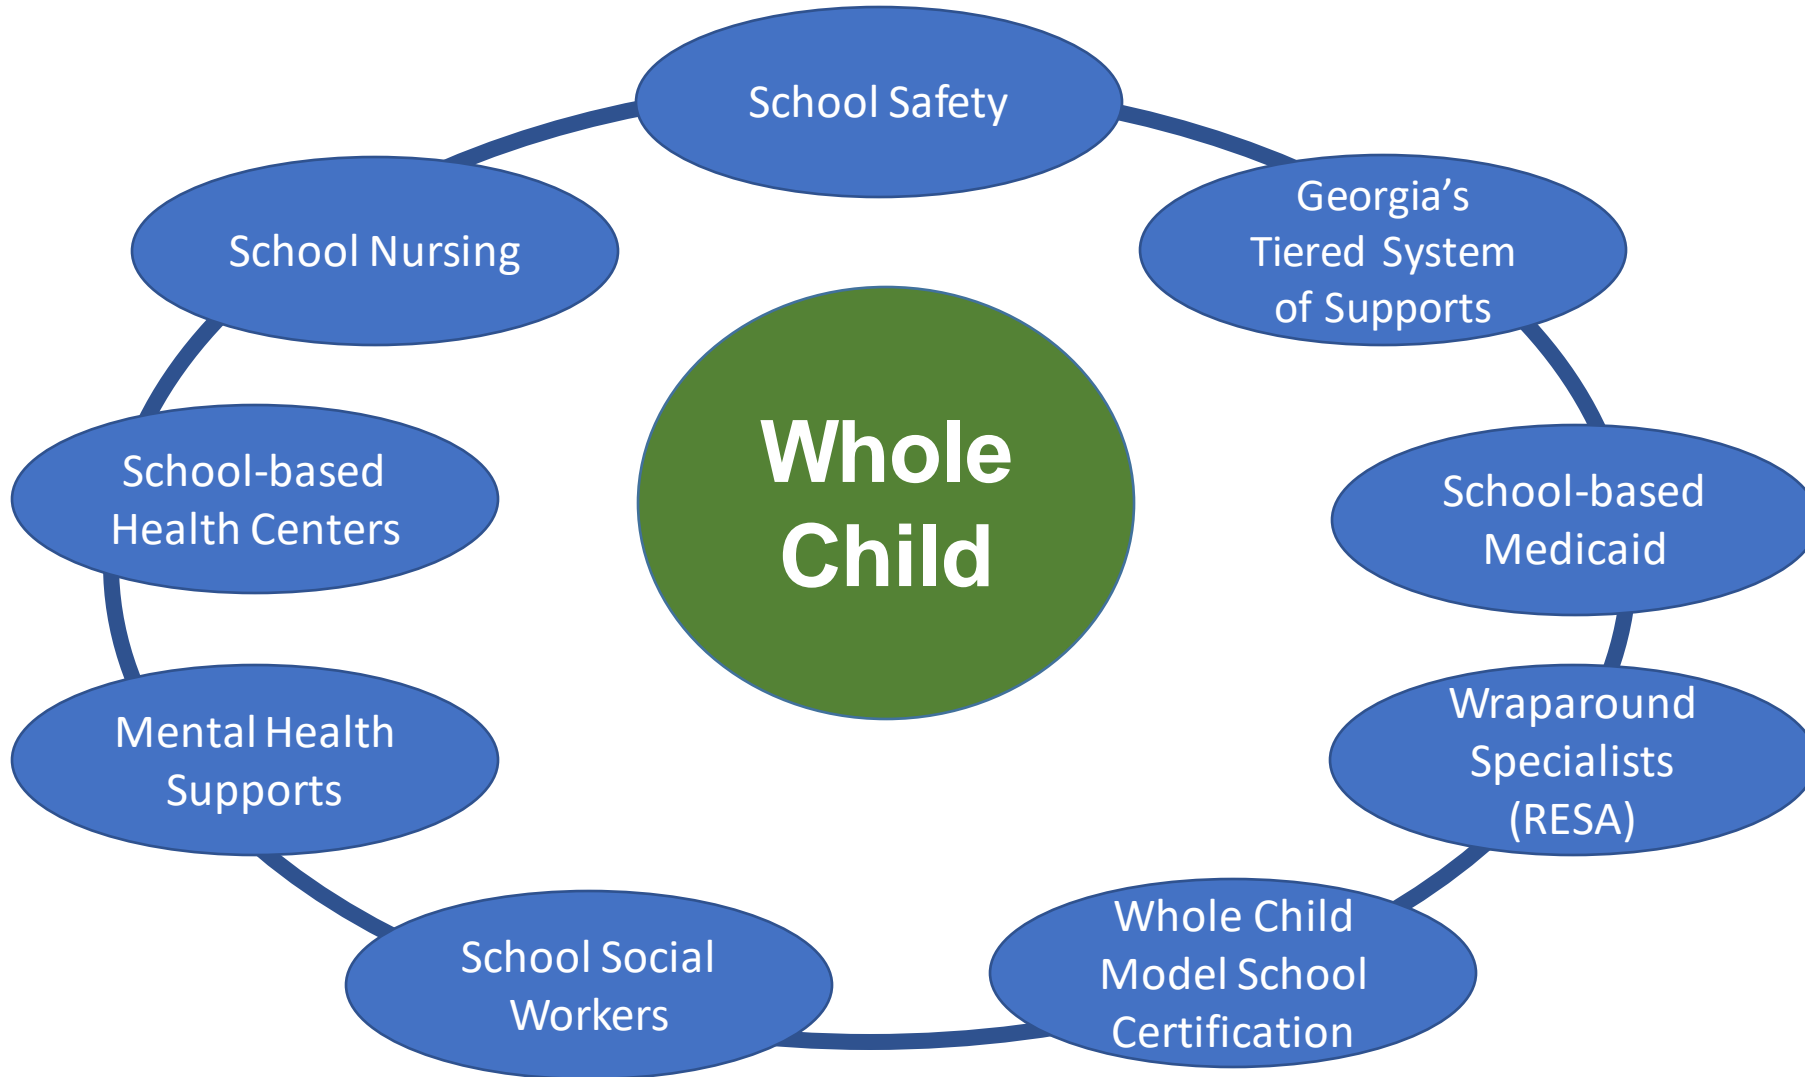 School Safety
Georgia’s
Tiered System
of Supports
School-based
Medicaid
Wraparound
Specialists
(RESA)
Whole Child
Model School
Certification
School Social
Workers
Mental Health
Supports
School-based
Health Centers
School Nursing
Whole
Child